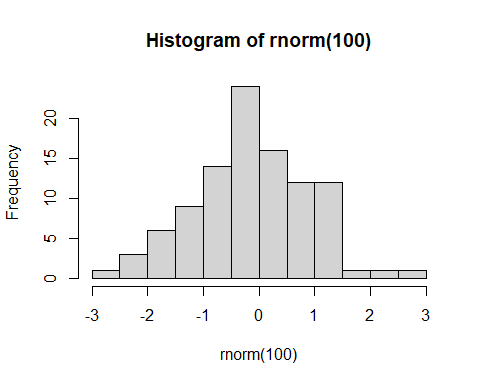 Histogram of rnorm(100)
Frequency
20
15
10
5
0
-3 -2 -1 0 1 2 3
rnorm(100)